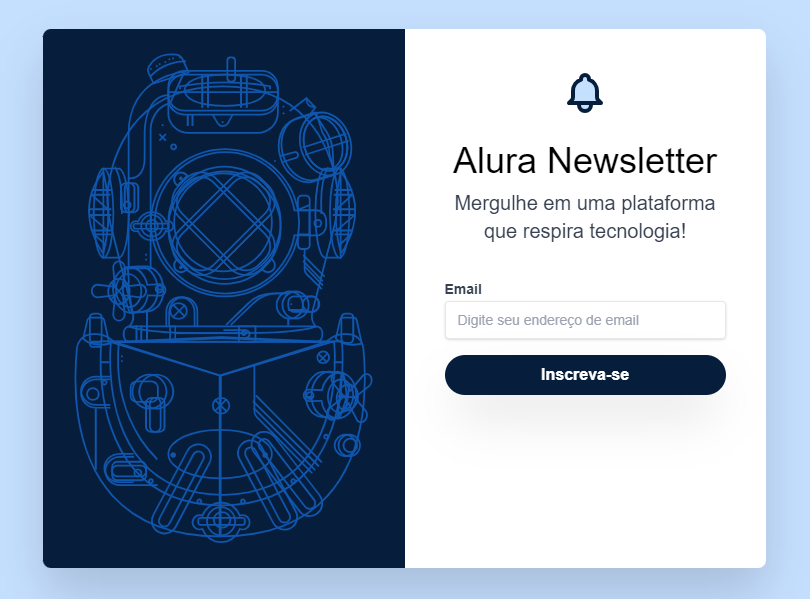 Alura Newsletter
Mergulhe em uma plataforma
que respira tecnologia!
Email
Digite seu endereço de email
Inscreva-se